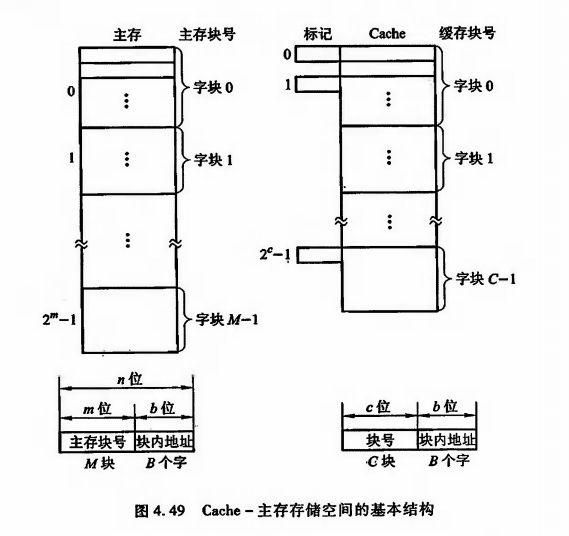 主存 主存块号
0 字块 0
1 字块 1
2^m-1 字块 M-1
n 位
m 位 b 位
主存块号 块内地址
M 块 B 个字
标记 Cache 缓存块号
0
1 字块 0
字块 1
2^c-1 字块 C-1
c 位 b 位
块号 块内地址
C 块 B 个字
图 4.49 Cache-主存存储空间的基本结构